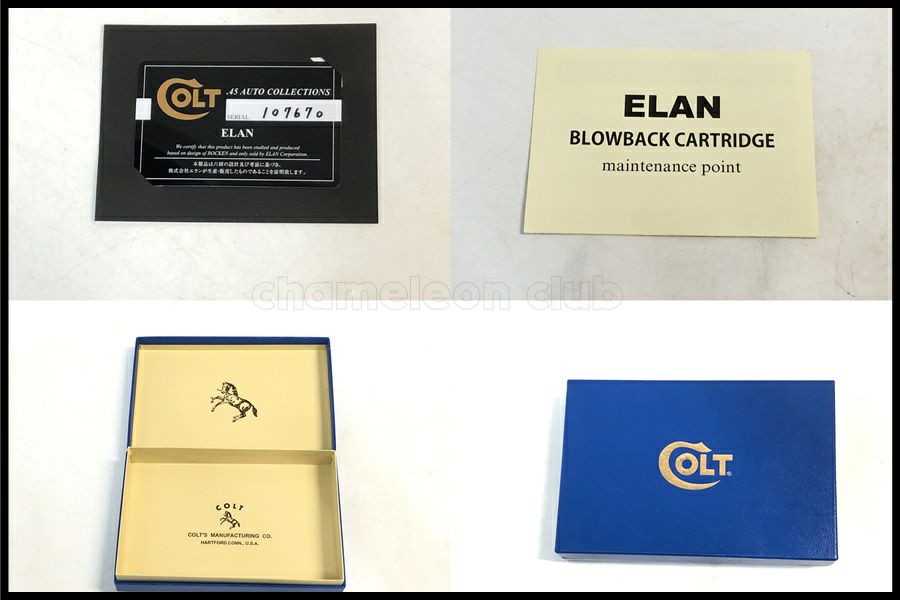 COLT
.45 AUTO COLLECTIONS
SERIAL 107670
ELAN
We certify that this product has been studied and produced
based on design of ROCKEN and only sold by ELAN Corporation.
本製品は六研の設計及び考証に基づき、
株式会社エランが生産・販売したものであることを証明致します。
ELAN
BLOWBACK CARTRIDGE
maintenance point
chameleon club
COLT
COLT'S MANUFACTURING CO.
HARTFORD.CONN., U.S.A.
COLT®